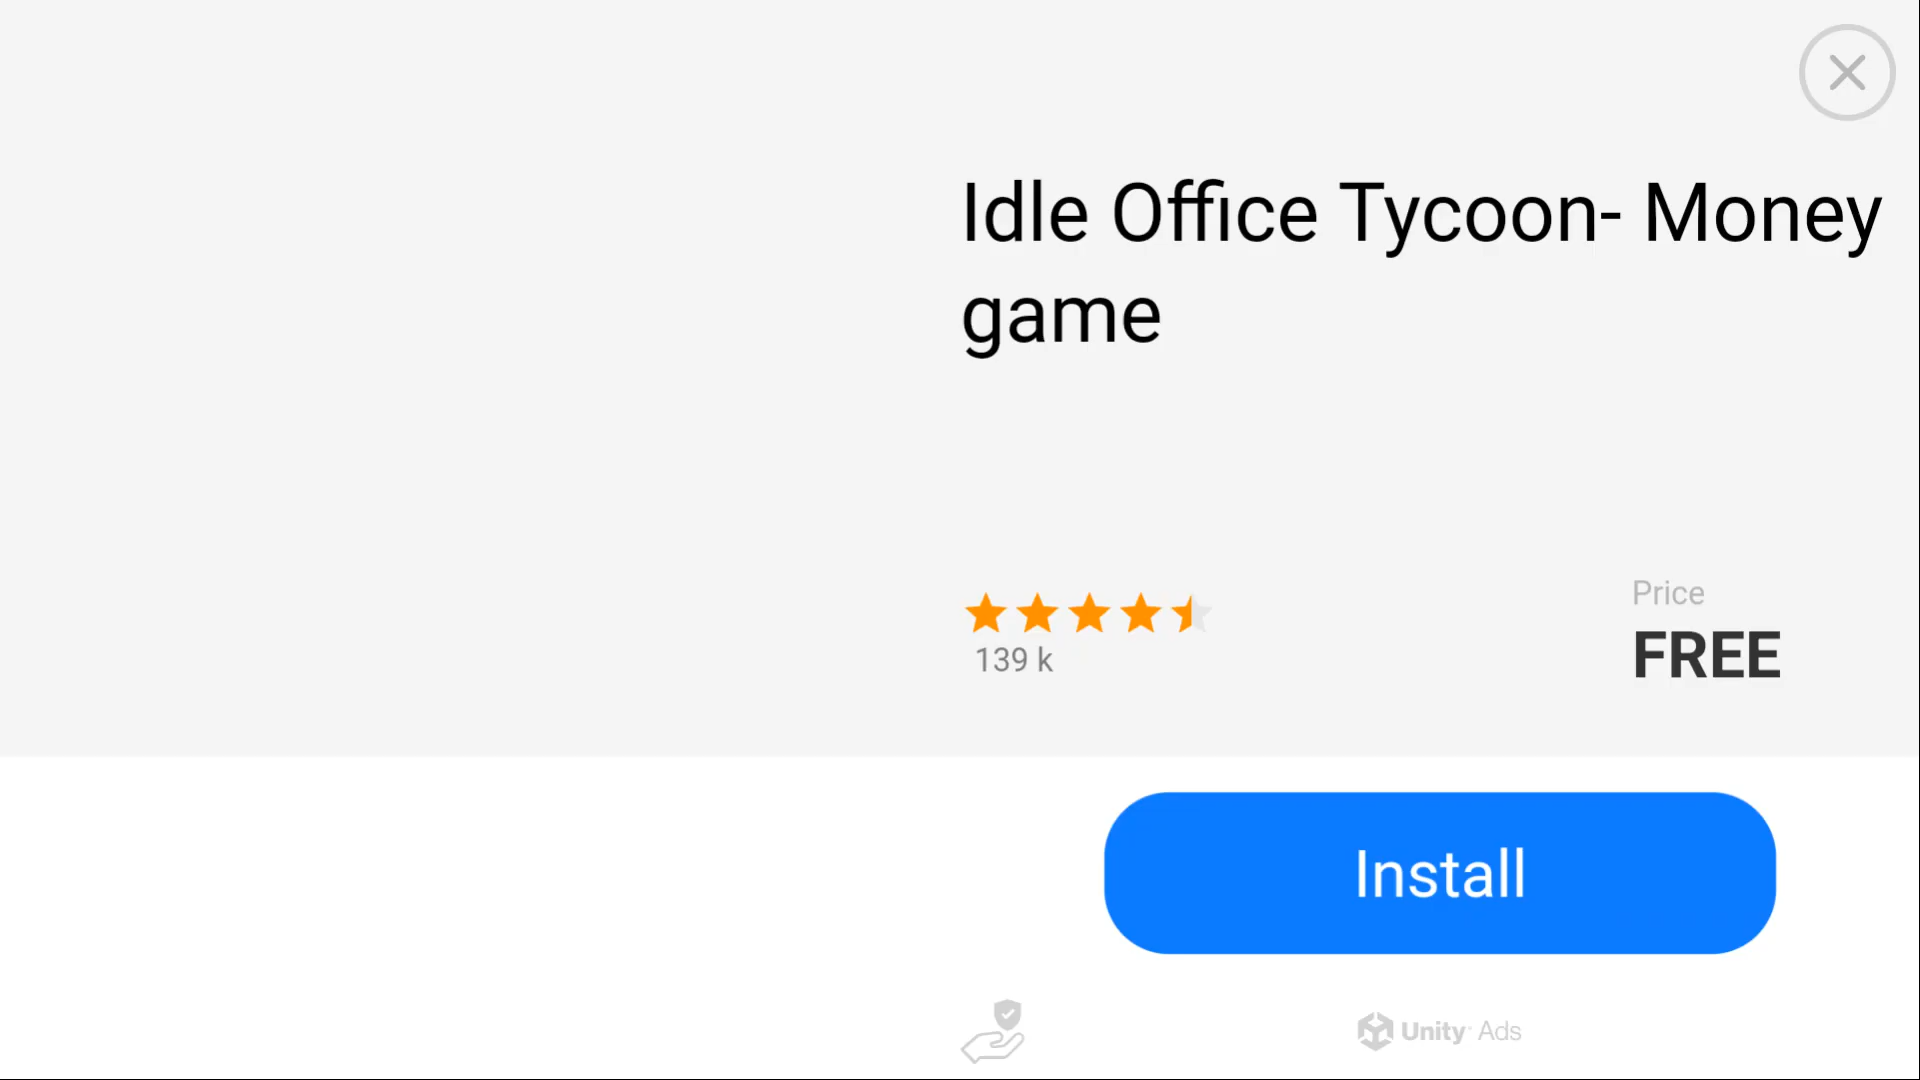 Idle Office Tycoon- Money
game
139 k
Price
FREE
Install
Unity Ads